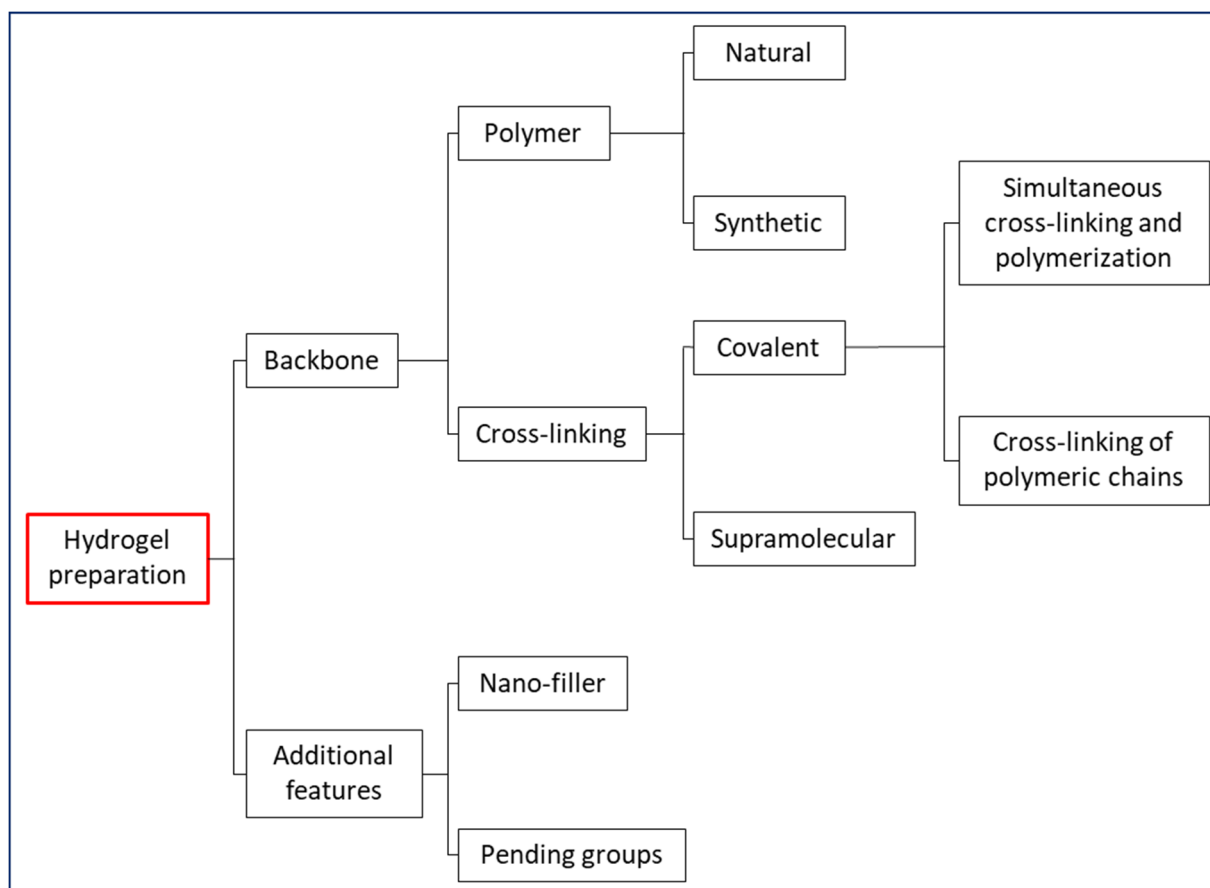 Natural
Polymer
Synthetic
Simultaneous
cross-linking and
polymerization
Backbone
Covalent
Cross-linking
Cross-linking of
polymeric chains
Supramolecular
Hydrogel
preparation
Nano-filler
Additional
features
Pending groups